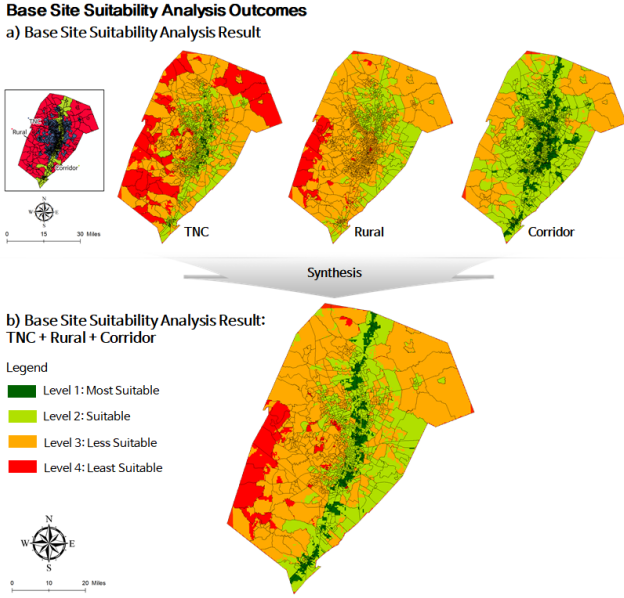 Base Site Suitability Analysis Outcomes
a) Base Site Suitability Analysis Result
TNC
Rural
Corridor
N
W E
S
0 15 30 Miles
TNC
Rural
Corridor
Synthesis
b) Base Site Suitability Analysis Result:
TNC + Rural + Corridor
Legend
Level 1: Most Suitable
Level 2: Suitable
Level 3: Less Suitable
Level 4: Least Suitable
N
W E
S
0 10 20 Miles